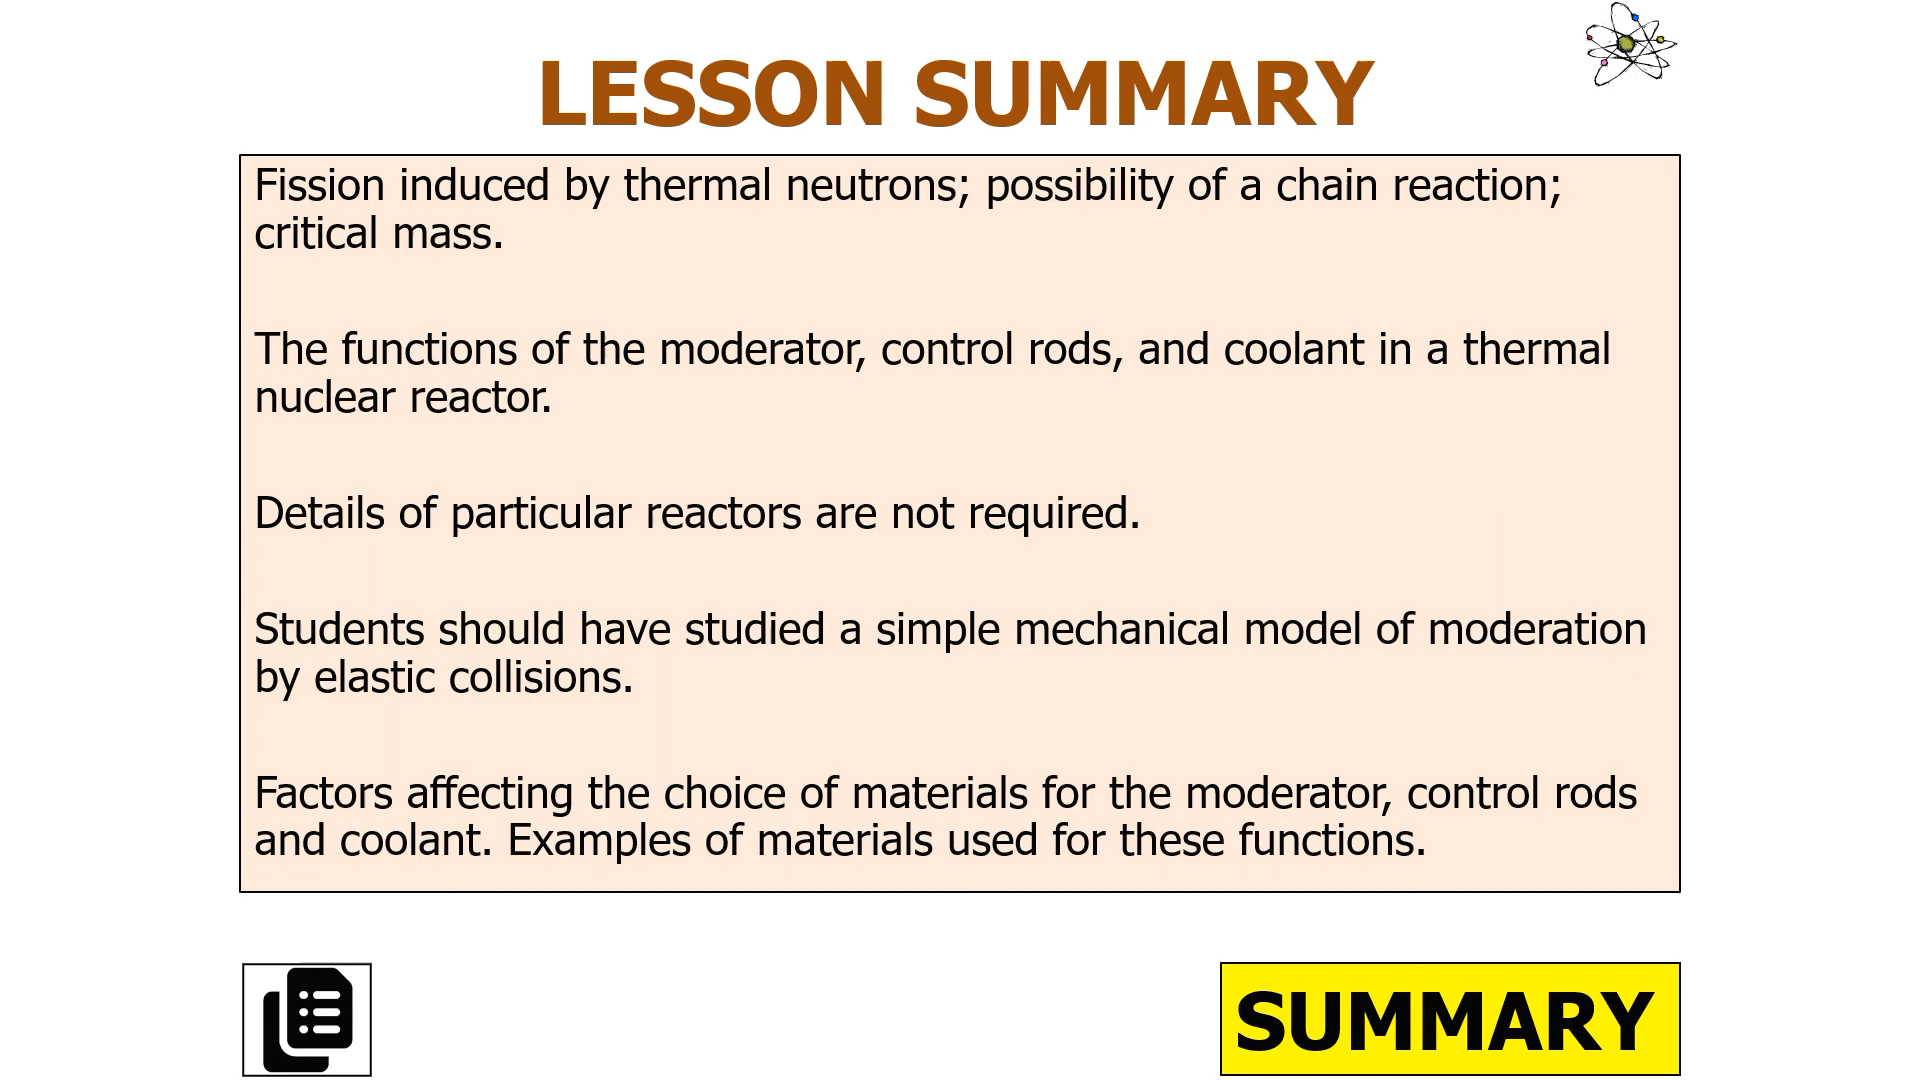 LESSON SUMMARY
Fission induced by thermal neutrons; possibility of a chain reaction;
critical mass.
The functions of the moderator, control rods, and coolant in a thermal
nuclear reactor.
Details of particular reactors are not required.
Students should have studied a simple mechanical model of moderation
by elastic collisions.
Factors affecting the choice of materials for the moderator, control rods
and coolant. Examples of materials used for these functions.
SUMMARY